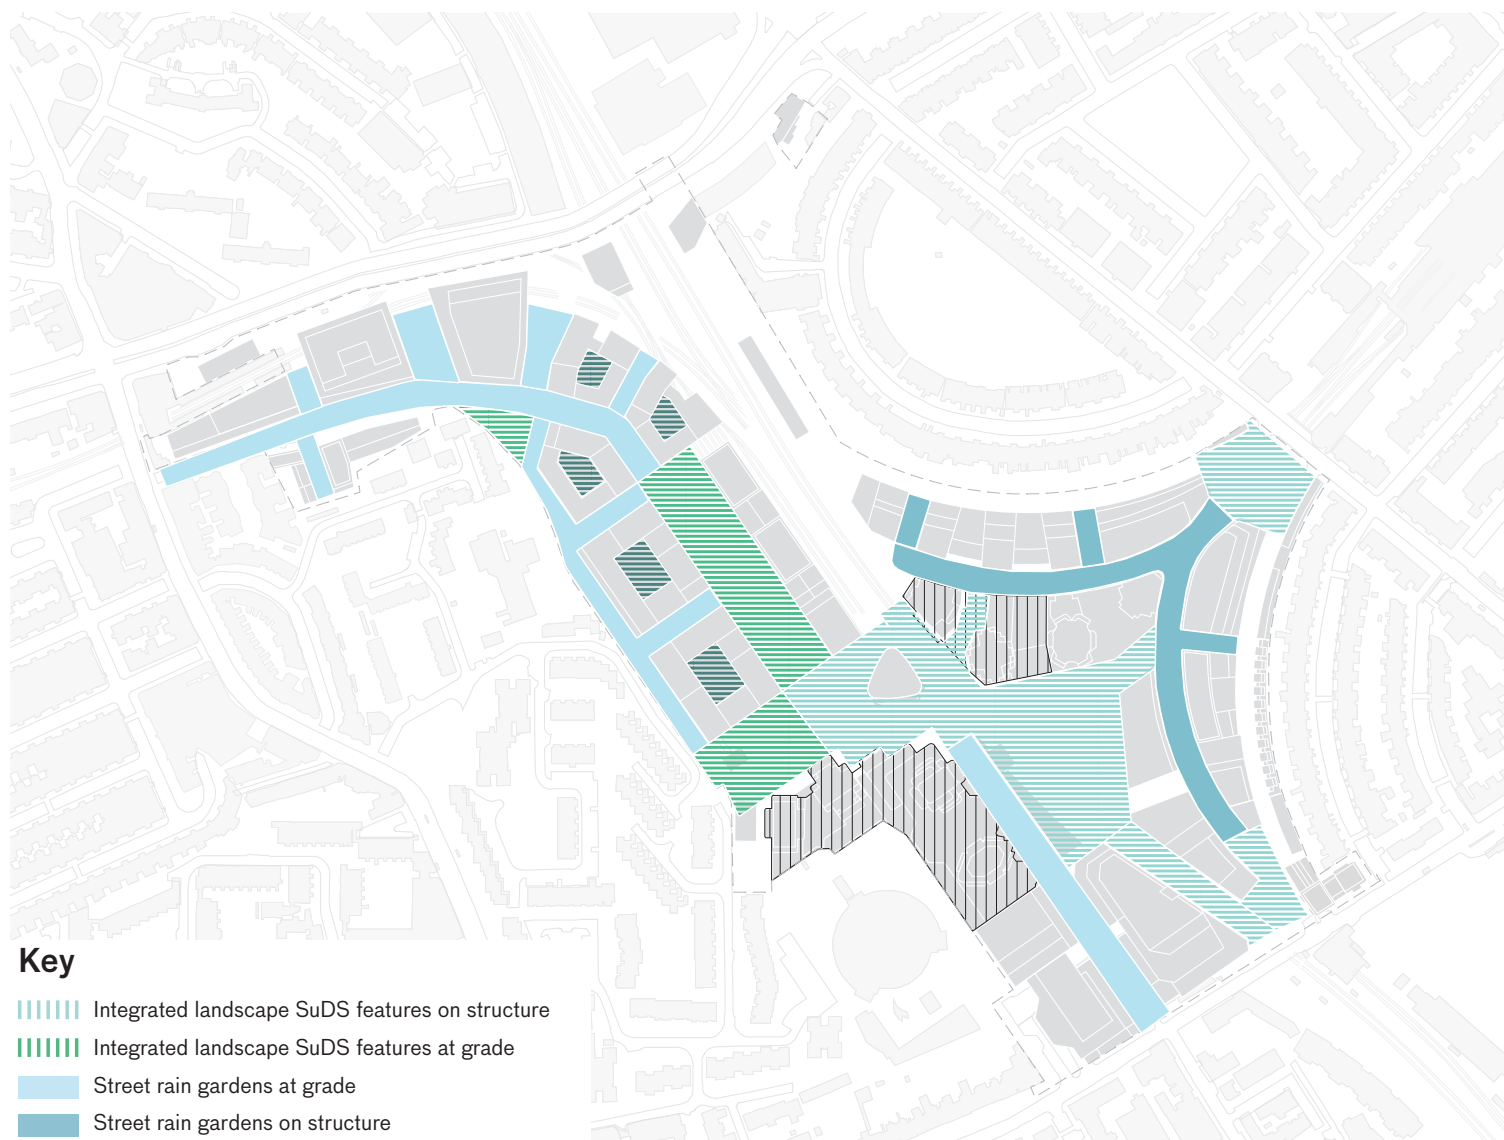 Key
Integrated landscape SuDS features on structure
Integrated landscape SuDS features at grade
Street rain gardens at grade
Street rain gardens on structure